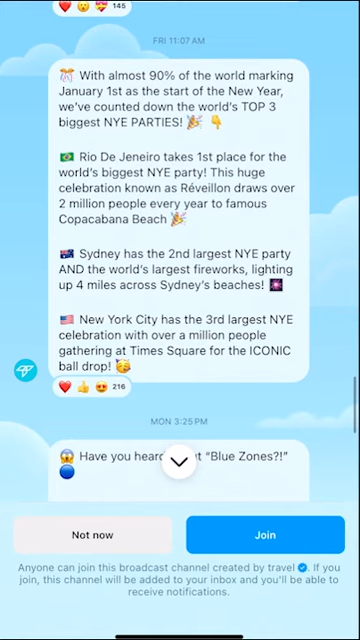 145
FRI 11:07 AM
🎊 With almost 90% of the world marking
January 1st as the start of the New Year,
we've counted down the world's TOP 3
biggest NYE PARTIES! 🎉 👇
🇧🇷 Rio De Jeneiro takes 1st place for the
world's biggest NYE party! This huge
celebration known as Réveillon draws over
2 million people every year to famous
Copacabana Beach 🎉
🇦🇺 Sydney has the 2nd largest NYE party
AND the world's largest fireworks, lighting
up 4 miles across Sydney's beaches! 🎆
🇺🇸 New York City has the 3rd largest NYE
celebration with over a million people
gathering at Times Square for the ICONIC
ball drop! 🥳
216
MON 3:25 PM
😱 Have you heard "Blue Zones?!"
🔵
Not now
Join
Anyone can join this broadcast channel created by travel. If you
join, this channel will be added to your inbox and you'll be able to
receive notifications.